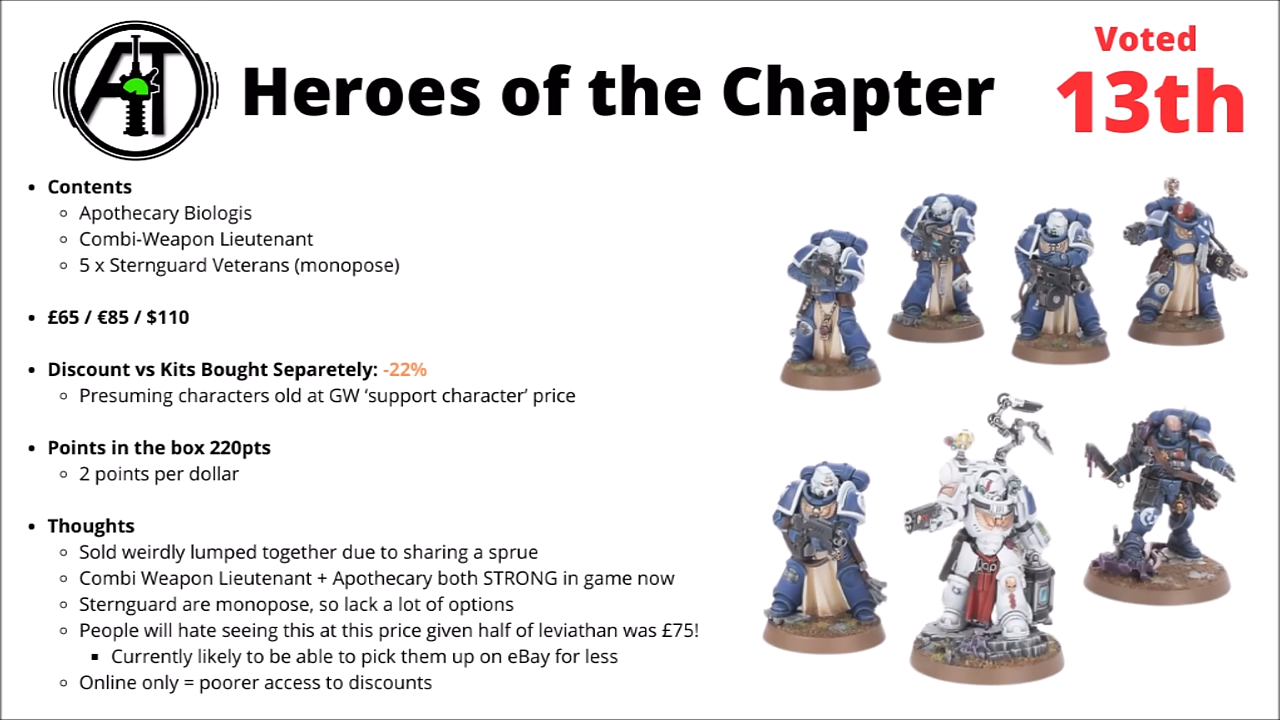 AT
Heroes of the Chapter
Voted
13th
• Contents
○ Apothecary Biologis
○ Combi-Weapon Lieutenant
○ 5 x Sternguard Veterans (monopose)
• £65 / €85 / $110
• Discount vs Kits Bought Separetely: -22%
○ Presuming characters old at GW ‘support character’ price
• Points in the box 220pts
○ 2 points per dollar
• Thoughts
○ Sold weirdly lumped together due to sharing a sprue
○ Combi Weapon Lieutenant + Apothecary both STRONG in game now
○ Sternguard are monopose, so lack a lot of options
○ People will hate seeing this at this price given half of leviathan was £75!
▪ Currently likely to be able to pick them up on eBay for less
○ Online only = poorer access to discounts